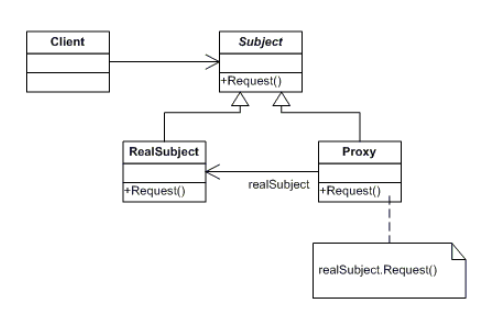 Client
Subject
+Request()
RealSubject
+Request()
realSubject
Proxy
+Request()
realSubject.Request()